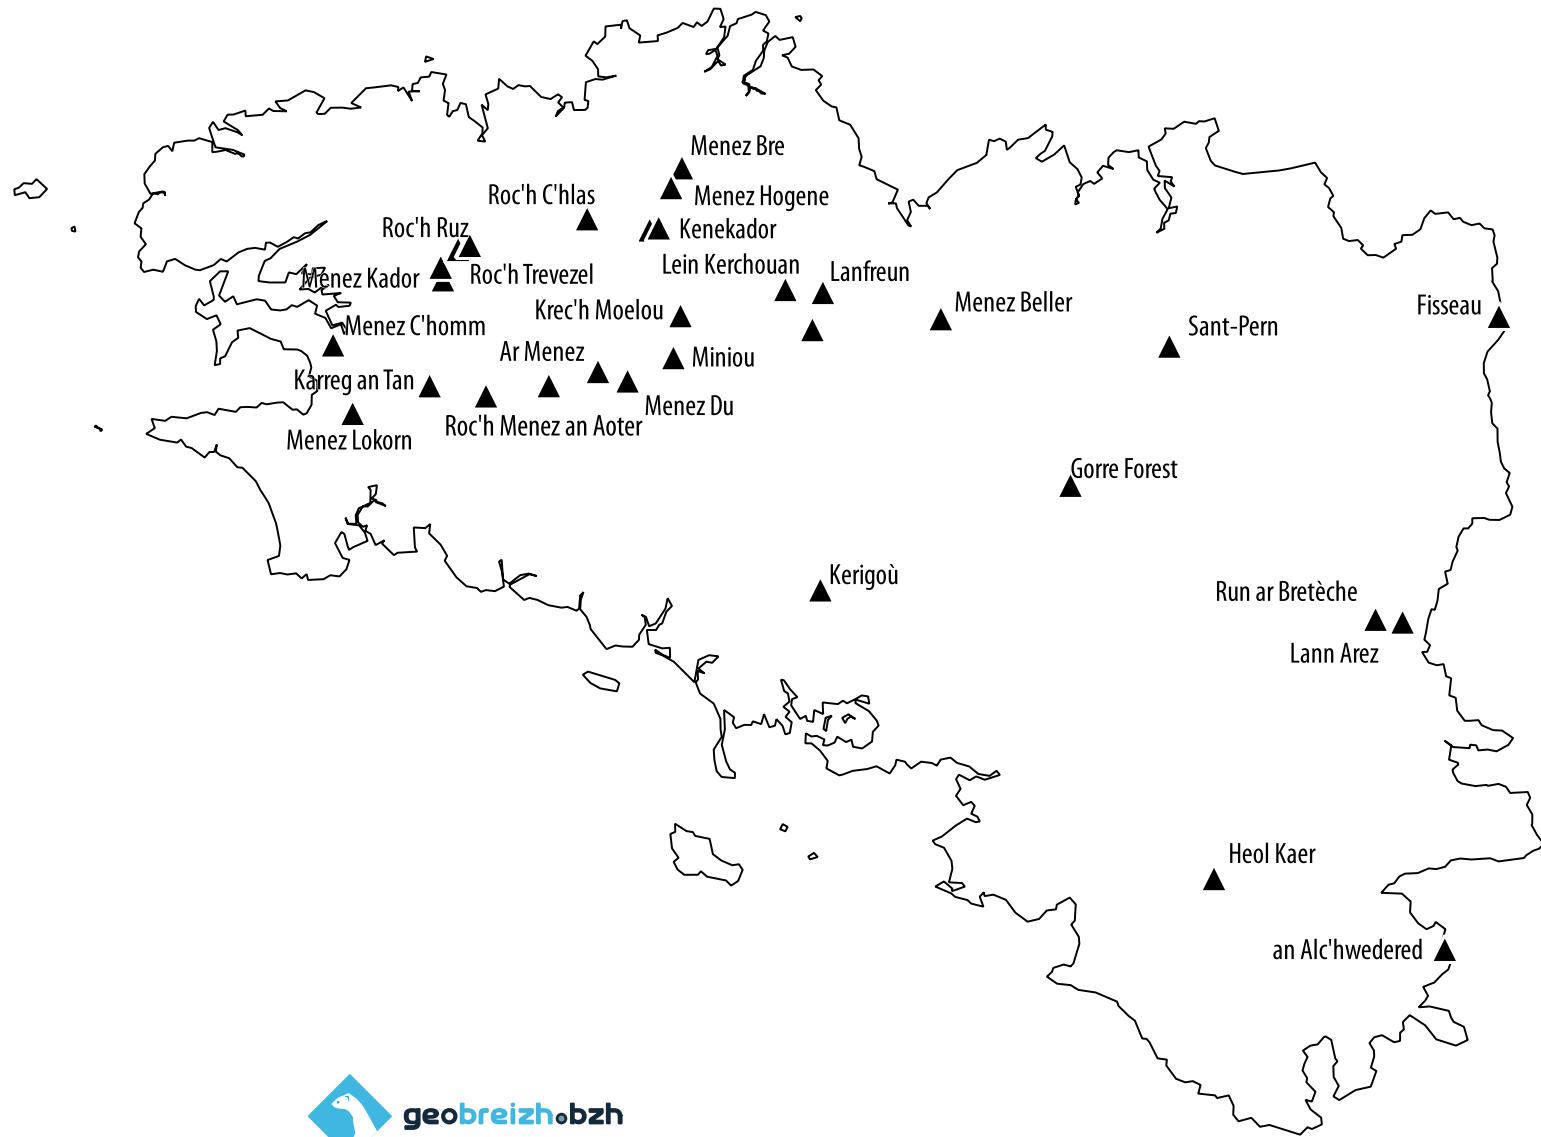 Menez Bre
Roc'h C'hlas
Menez Hogene
Roc'h Ruz
Kenekador
Lein Kerchouan
Lanfreun
Menez Kador
Roc'h Trevezel
Menez Beller
Fisseau
Krec'h Moelou
Menez C'homm
Sant-Pern
Ar Menez
Miniou
Karreg an Tan
Menez Du
Roc'h Menez an Aoter
Menez Lokorn
Gorre Forest
Kerigoù
Run ar Bretèche
Lann Arez
Heol Kaer
an Alc'hwedered
geobreizh.bzh